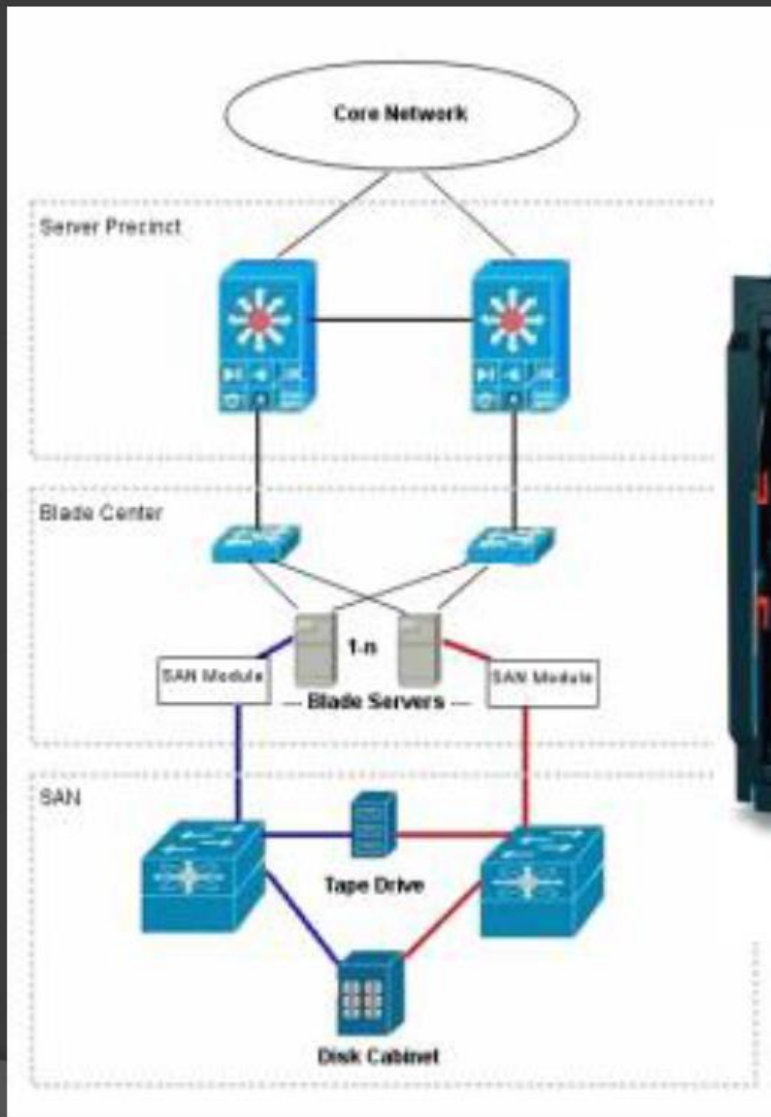 Core Network
Server Precinct
Blade Center
1-n
SAN Module
SAN Module
Blade Servers
SAN
Tape Drive
Disk Cabinet